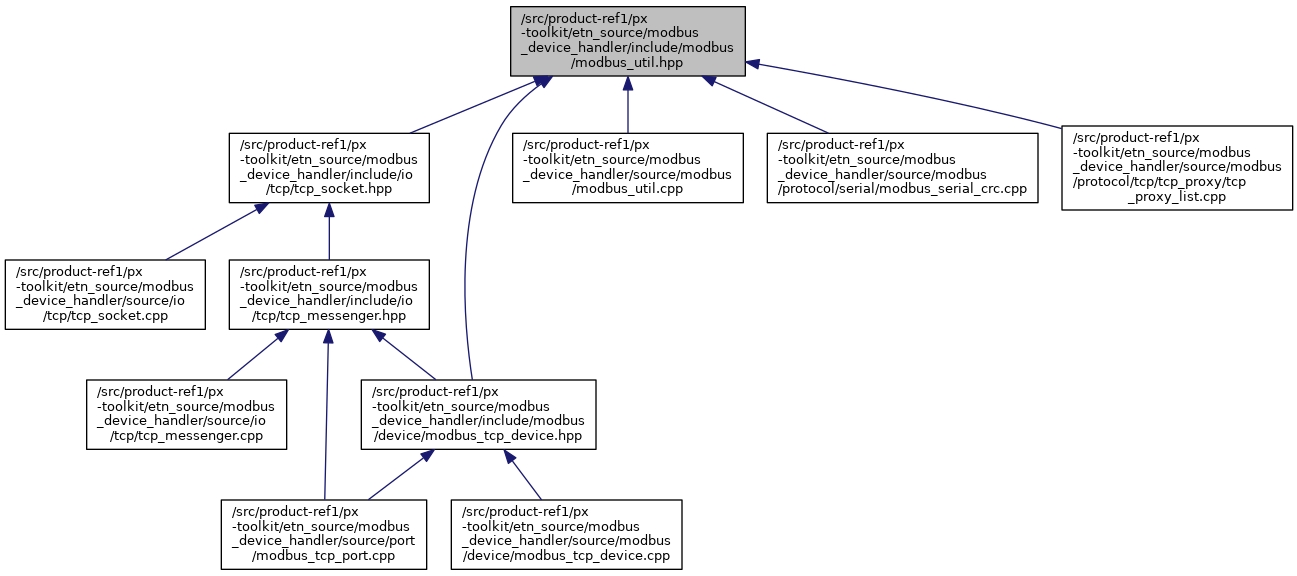 /src/product-ref1/px
-toolkit/etn_source/modbus
_device_handler/include/modbus
/modbus_util.hpp
/src/product-ref1/px
-toolkit/etn_source/modbus
_device_handler/include/io
/tcp/tcp_socket.hpp
/src/product-ref1/px
-toolkit/etn_source/modbus
_device_handler/source/modbus
/modbus_util.cpp
/src/product-ref1/px
-toolkit/etn_source/modbus
_device_handler/source/modbus
/protocol/serial/modbus_serial_crc.cpp
/src/product-ref1/px
-toolkit/etn_source/modbus
_device_handler/source/modbus
/protocol/tcp/tcp_proxy/tcp
_proxy_list.cpp
/src/product-ref1/px
-toolkit/etn_source/modbus
_device_handler/source/io
/tcp/tcp_socket.cpp
/src/product-ref1/px
-toolkit/etn_source/modbus
_device_handler/include/io
/tcp/tcp_messenger.hpp
/src/product-ref1/px
-toolkit/etn_source/modbus
_device_handler/source/io
/tcp/tcp_messenger.cpp
/src/product-ref1/px
-toolkit/etn_source/modbus
_device_handler/include/modbus
/device/modbus_tcp_device.hpp
/src/product-ref1/px
-toolkit/etn_source/modbus
_device_handler/source/port
/modbus_tcp_port.cpp
/src/product-ref1/px
-toolkit/etn_source/modbus
_device_handler/source/modbus
/device/modbus_tcp_device.cpp